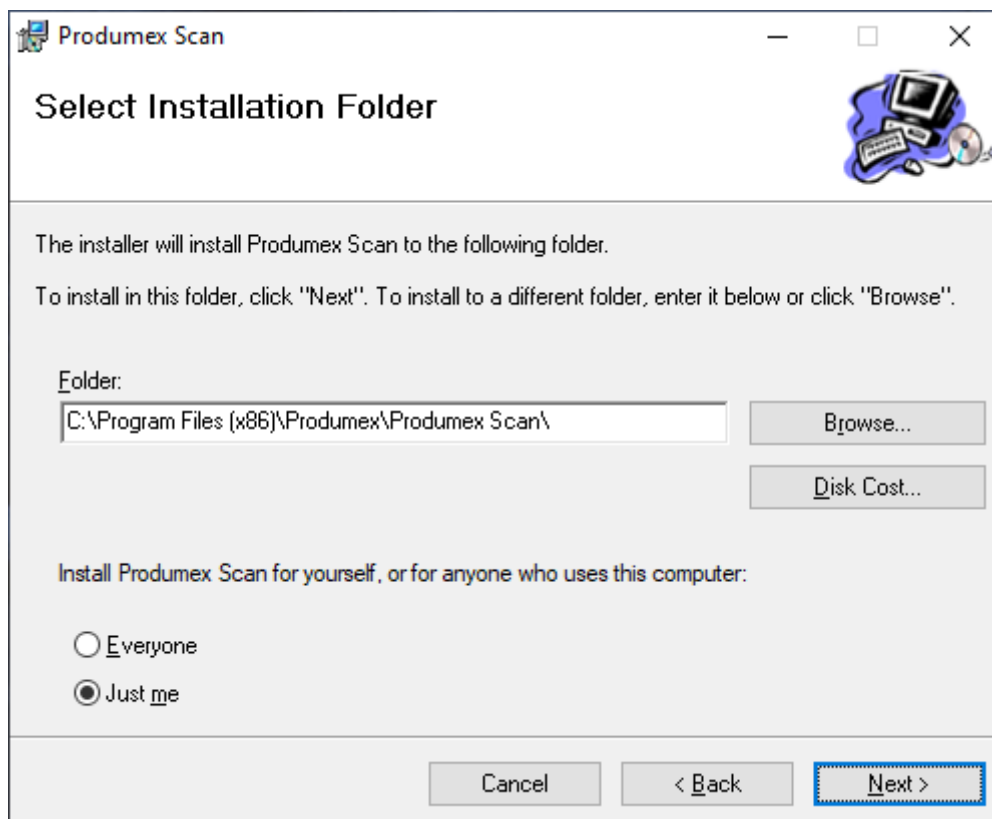 Produmex Scan
Select Installation Folder
The installer will install Produmex Scan to the following folder.
To install in this folder, click "Next". To install to a different folder, enter it below or click "Browse".
Folder:
C:\Program Files (x86)\Produmex\Produmex Scan\
Browse...
Disk Cost...
Install Produmex Scan for yourself, or for anyone who uses this computer:
Everyone
Just me
Cancel
< Back
Next >